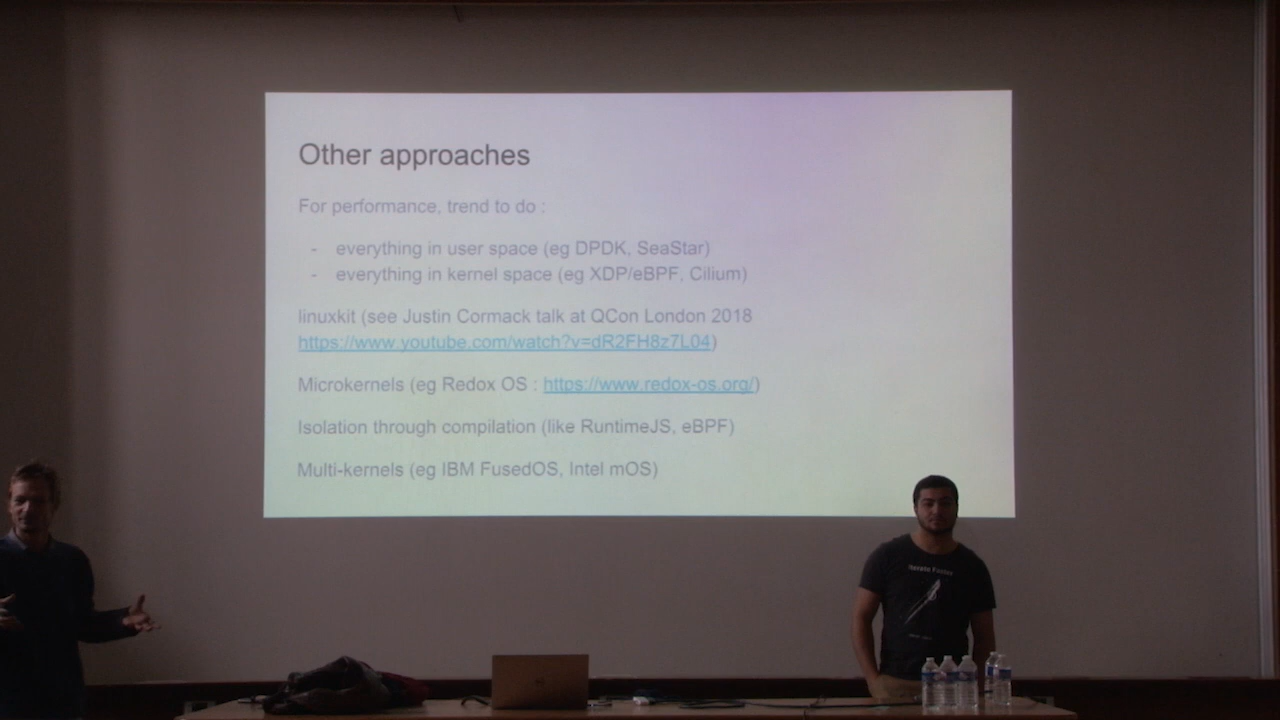 Other approaches
For performance, trend to do :
- everything in user space (eg DPDK, SeaStar)
- everything in kernel space (eg XDP/eBPF, Cilium)
linuxkit (see Justin Cormack talk at QCon London 2018
https://www.youtube.com/watch?v=dR2FH8z7L04)
Microkernels (eg Redox OS : https://www.redox-os.org/)
Isolation through compilation (like RuntimeJS, eBPF)
Multi-kernels (eg IBM FusedOS, Intel mOS)